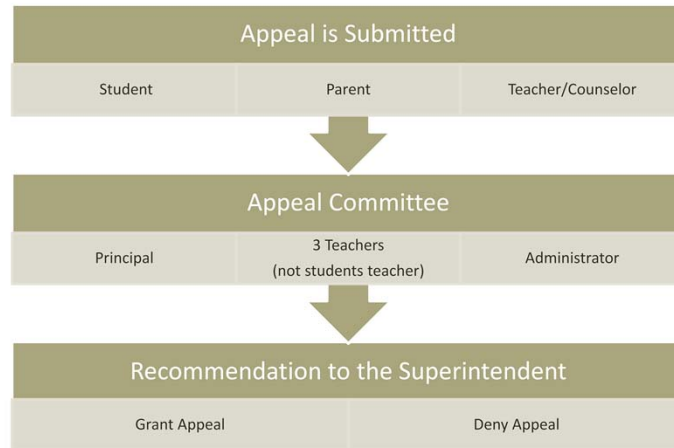 Appeal is Submitted
Student
Parent
Teacher/Counselor
Appeal Committee
Principal
3 Teachers
(not students teacher)
Administrator
Recommendation to the Superintendent
Grant Appeal
Deny Appeal